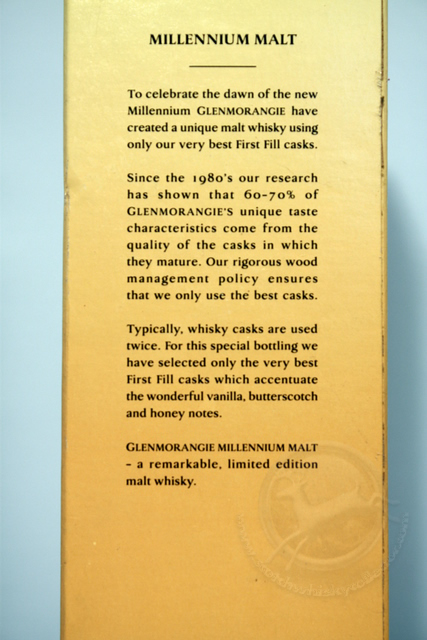 MILLENNIUM MALT
To celebrate the dawn of the new
Millennium GLENMORANGIE have
created a unique malt whisky using
only our very best First Fill casks.
Since the 1980's our research
has shown that 60-70% of
GLENMORANGIE'S unique taste
characteristics come from the
quality of the casks in which
they mature. Our rigorous wood
management policy ensures
that we only use the best casks.
Typically, whisky casks are used
twice. For this special bottling we
have selected only the very best
First Fill casks which accentuate
the wonderful vanilla, butterscotch
and honey notes.
GLENMORANGIE MILLENNIUM MALT
– a remarkable, limited edition
malt whisky.